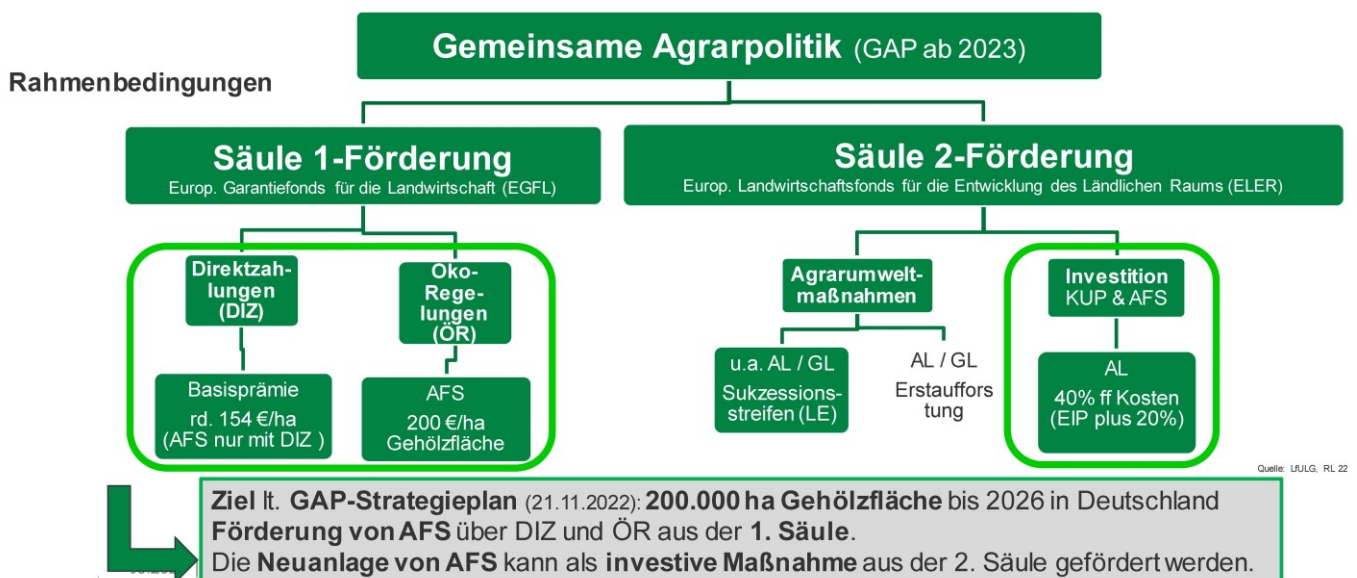 Gemeinsame Agrarpolitik (GAP ab 2023)
Rahmenbedingungen
Säule 1-Förderung
Europ. Garantiefonds für die Landwirtschaft (EGFL)
Säule 2-Förderung
Europ. Landwirtschaftsfonds für die Entwicklung des Ländlichen Raums (ELER)
Direktzah-
lungen
(DIZ)
Öko-
Rege-
lungen
(ÖR)
Agrarumwelt-
maßnahmen
Investition
KUP & AFS
Basisprämie
rd. 154 €/ha
(AFS nur mit DIZ )
AFS
200 €/ha
Gehölzfläche
u.a. AL / GL
Sukzessions-
streifen (LE)
AL / GL
Erstauffors
tung
AL
40% ff Kosten
(EIP plus 20%)
Quelle: LfULG, RL 22
Ziel lt. GAP-Strategieplan (21.11.2022): 200.000 ha Gehölzfläche bis 2026 in Deutschland
Förderung von AFS über DIZ und ÖR aus der 1. Säule.
Die Neuanlage von AFS kann als investive Maßnahme aus der 2. Säule gefördert werden.